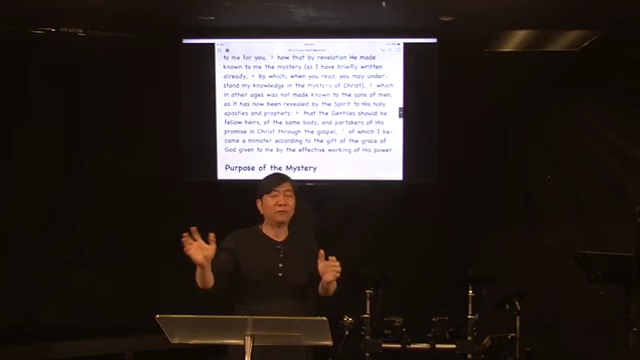 to me for you, 3 how that by revelation He made
known to me the mystery (as I have briefly written
already, 4 by which, when you read, you may under-
stand my knowledge in the mystery of Christ), 5 which
in other ages was not made known to the sons of men,
as it has now been revealed by the Spirit to His holy
apostles and prophets: 6 that the Gentiles should be
fellow heirs, of the same body, and partakers of His
promise in Christ through the gospel, 7 of which I be-
came a minister according to the gift of the grace of
God given to me by the effective working of His power.
Purpose of the Mystery